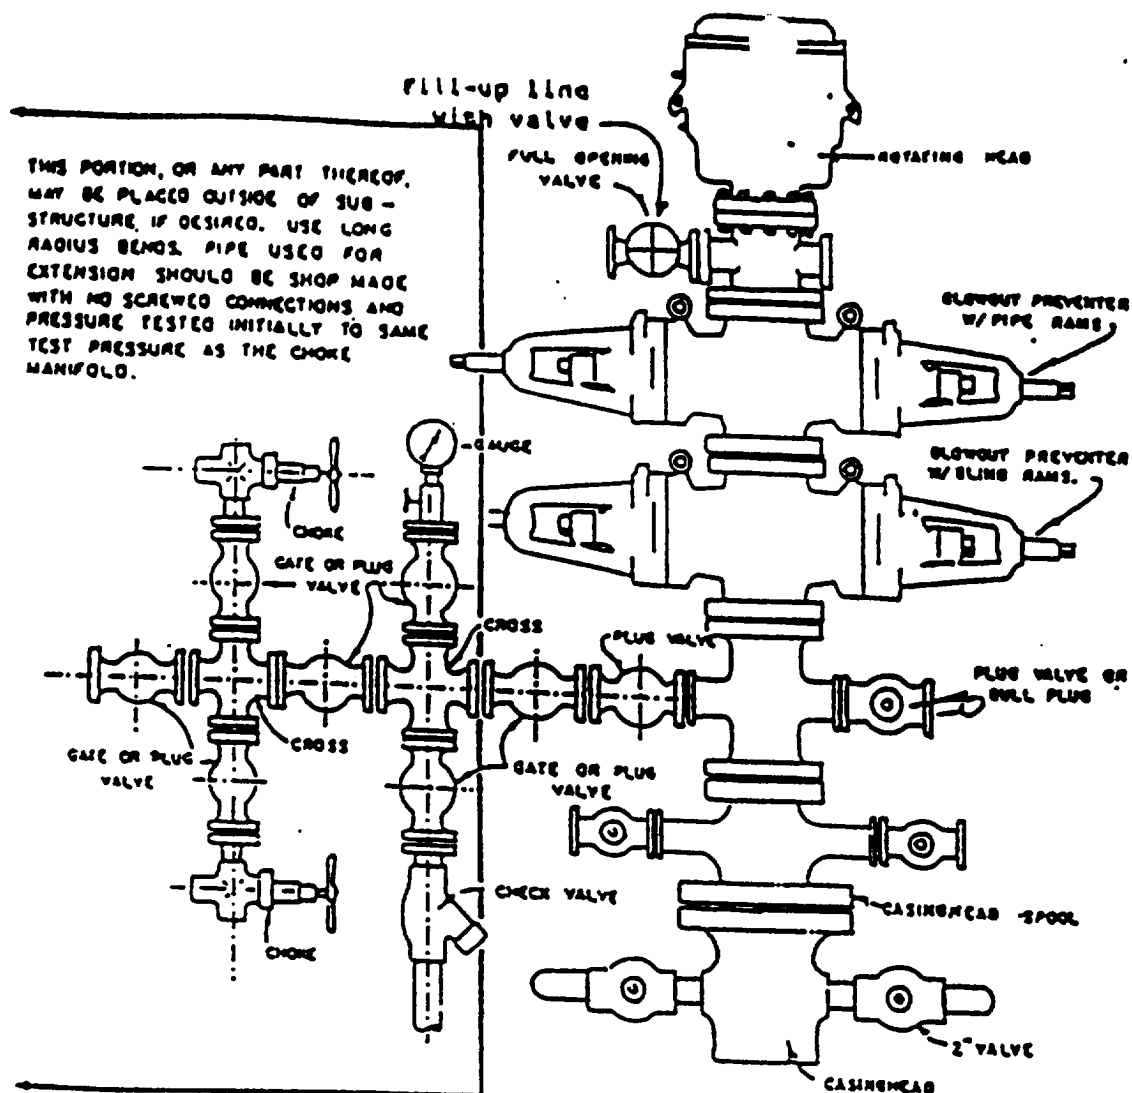 Fill-up line
with valve
FULL OPENING
VALVE
ROTATING HEAD
THIS PORTION, OR ANY PART THEREOF,
MAY BE PLACED OUTSIDE OF SUB-
STRUCTURE IF DESIRED. USE LONG
RADIUS BENDS. PIPE USED FOR
EXTENSION SHOULD BE SHOP MADE
WITH NO SCREWED CONNECTIONS AND
PRESSURE TESTED INITIALLY TO SAME
TEST PRESSURE AS THE CHOKE
MANIFOLD.
BLOWOUT PREVENTER
W/ PIPE RAMS.
GAUGE
BLOWOUT PREVENTER
W/ BLIND RAMS.
CHOKE
GATE OR PLUG
VALVE
CROSS
PLUG VALVE
PLUG VALVE OR
BULL PLUG
CROSS
GATE OR PLUG
VALVE
GATE OR PLUG
VALVE
CHECK VALVE
CASINGHEAD SPOOL
CHOKE
2" VALVE
CASINGHEAD